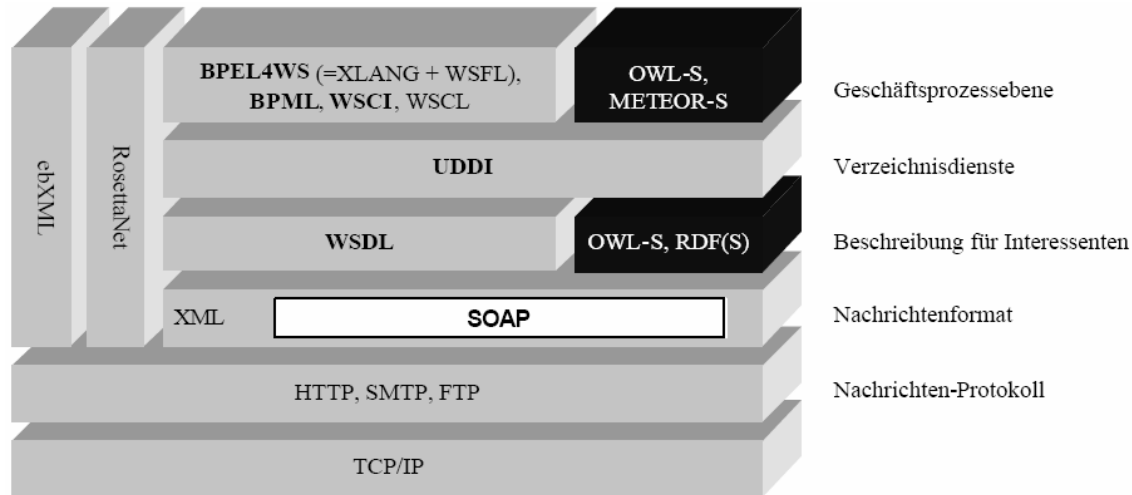 ebXML
RosettaNet
BPEL4WS (=XLANG + WSFL),
BPML, WSCI, WSCL
OWL-S,
METEOR-S
Geschäftsprozessebene
UDDI
Verzeichnisdienste
WSDL
OWL-S, RDF(S)
Beschreibung für Interessenten
XML
SOAP
Nachrichtenformat
HTTP, SMTP, FTP
Nachrichten-Protokoll
TCP/IP